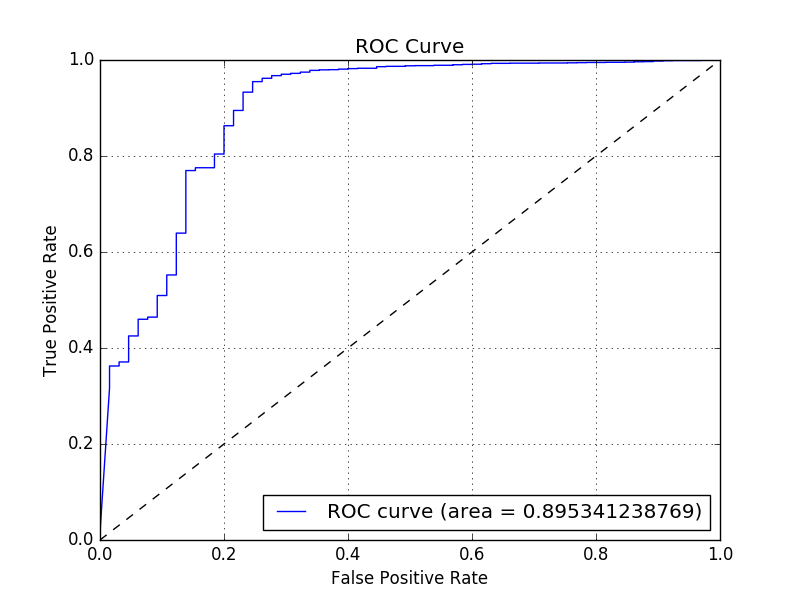 ROC Curve
1.0
0.8
0.6
0.4
0.2
0.0
True Positive Rate
ROC curve (area = 0.895341238769)
0.0 0.2 0.4 0.6 0.8 1.0
False Positive Rate